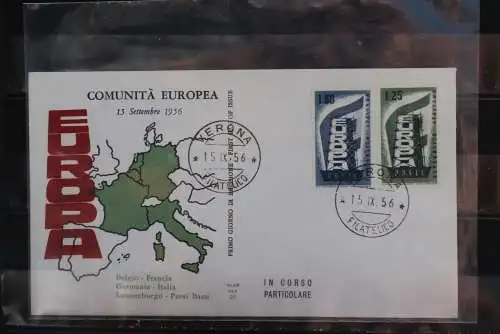 COMUNITÀ EUROPEA
15 Settembre 1956
EUROPA
PRIMO GIORNO DI EMISSIONE - FIRST DAY OF ISSUE
VERONA
15.IX.56
FILATELICO
L.60
EUROPA
L.25
EUROPA
VERONA
15.IX.56
FILATELICO
Belgio - Francia
Germania - Italia
Lussemburgo - Paesi Bassi
IN CORSO
PARTICOLARE